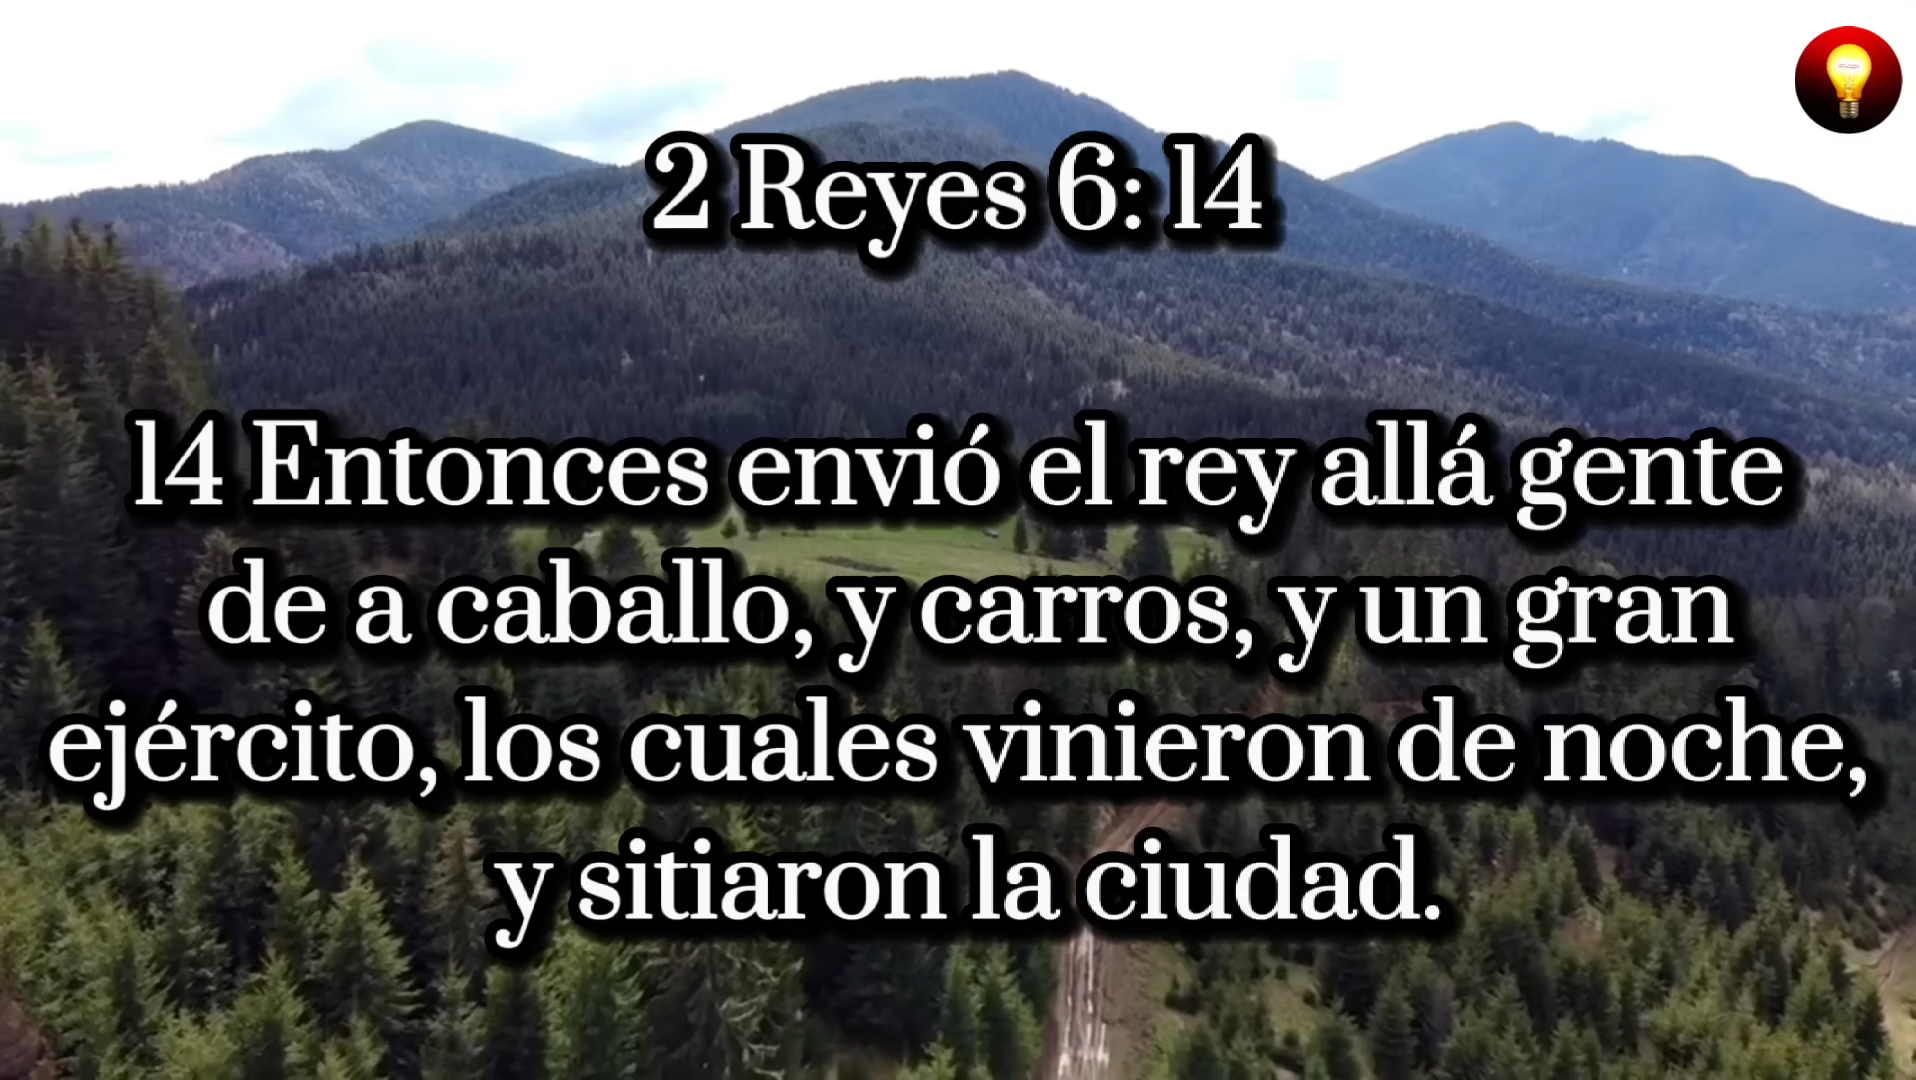 2 Reyes 6: 14
14 Entonces envió el rey allá gente
de a caballo, y carros, y un gran
ejército, los cuales vinieron de noche,
y sitiaron la ciudad.